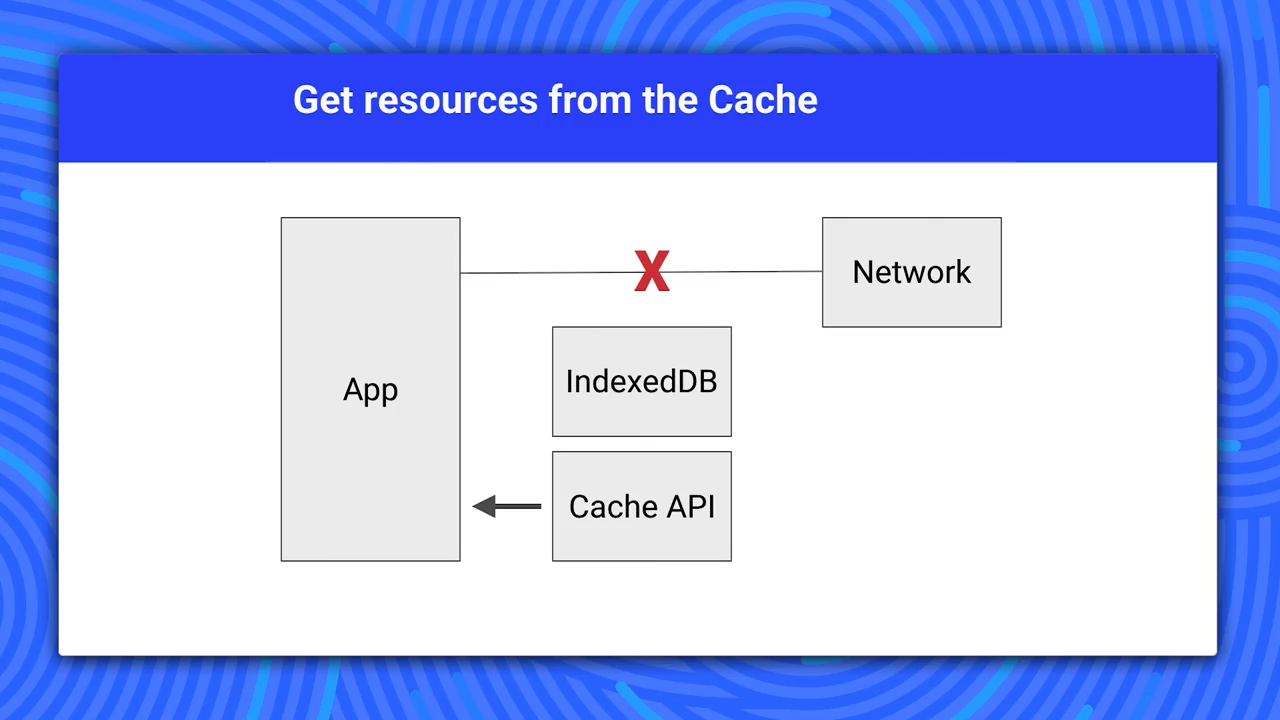 Get resources from the Cache
X
Network
IndexedDB
App
Cache API